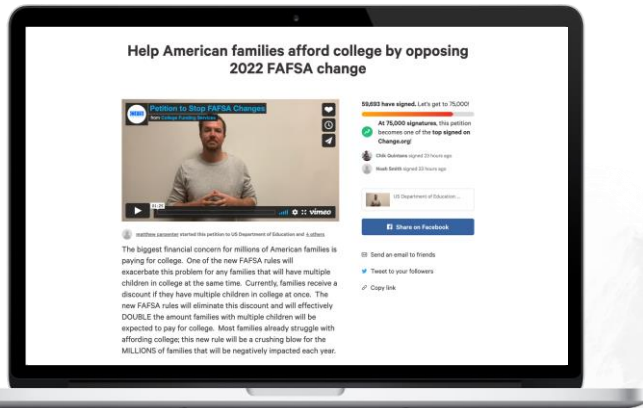 Help American families afford college by opposing
2022 FAFSA change
Petition to Stop FAFSA Changes
from College Funding Services
01:29
vimeo
matthew carpenter started this petition to US Department of Education and 4 others
The biggest financial concern for millions of American families is
paying for college. One of the new FAFSA rules will
exacerbate this problem for any families that will have multiple
children in college at the same time. Currently, families receive a
discount if they have multiple children in college at once. The
new FAFSA rules will eliminate this discount and will effectively
DOUBLE the amount families with multiple children will be
expected to pay for college. Most families already struggle with
affording college; this new rule will be a crushing blow for the
MILLIONS of families that will be negatively impacted each year.
59,693 have signed. Let's get to 75,000!
At 75,000 signatures, this petition
becomes one of the top signed on
Change.org!
Chik Quintans signed 23 hours ago
Noah Smith signed 23 hours ago
US Department of Education ...
Share on Facebook
Send an email to friends
Tweet to your followers
Copy link